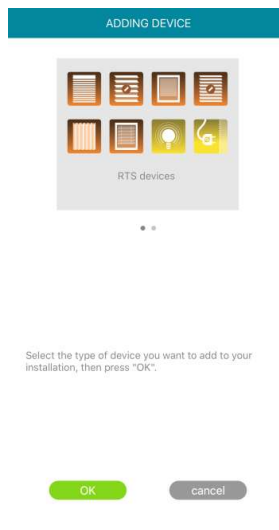 ADDING DEVICE
RTS devices
Select the type of device you want to add to your
installation, then press "OK".
OK
cancel